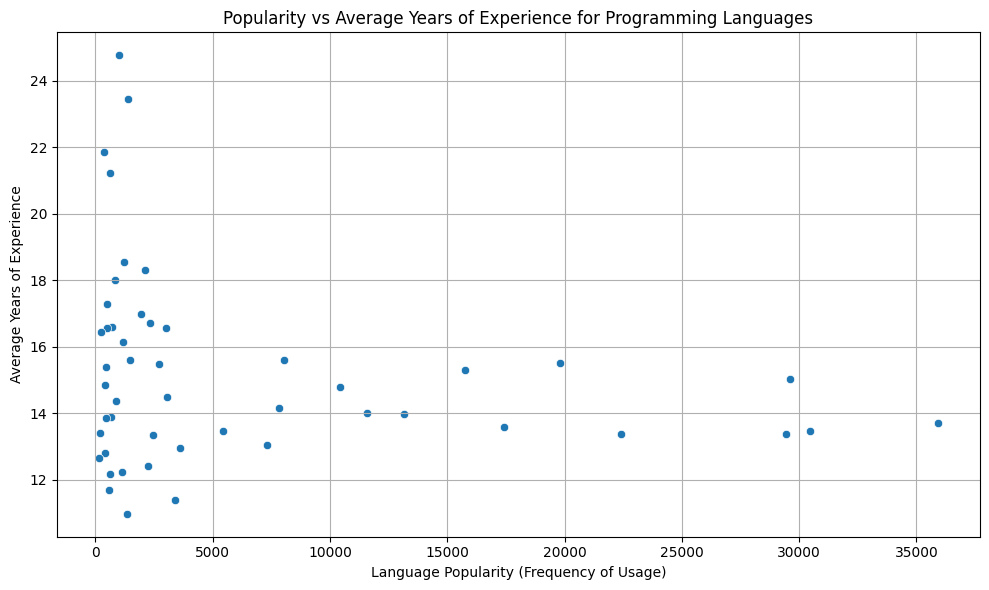 Popularity vs Average Years of Experience for Programming Languages
Average Years of Experience
24
22
20
18
16
14
12
0 5000 10000 15000 20000 25000 30000 35000
Language Popularity (Frequency of Usage)